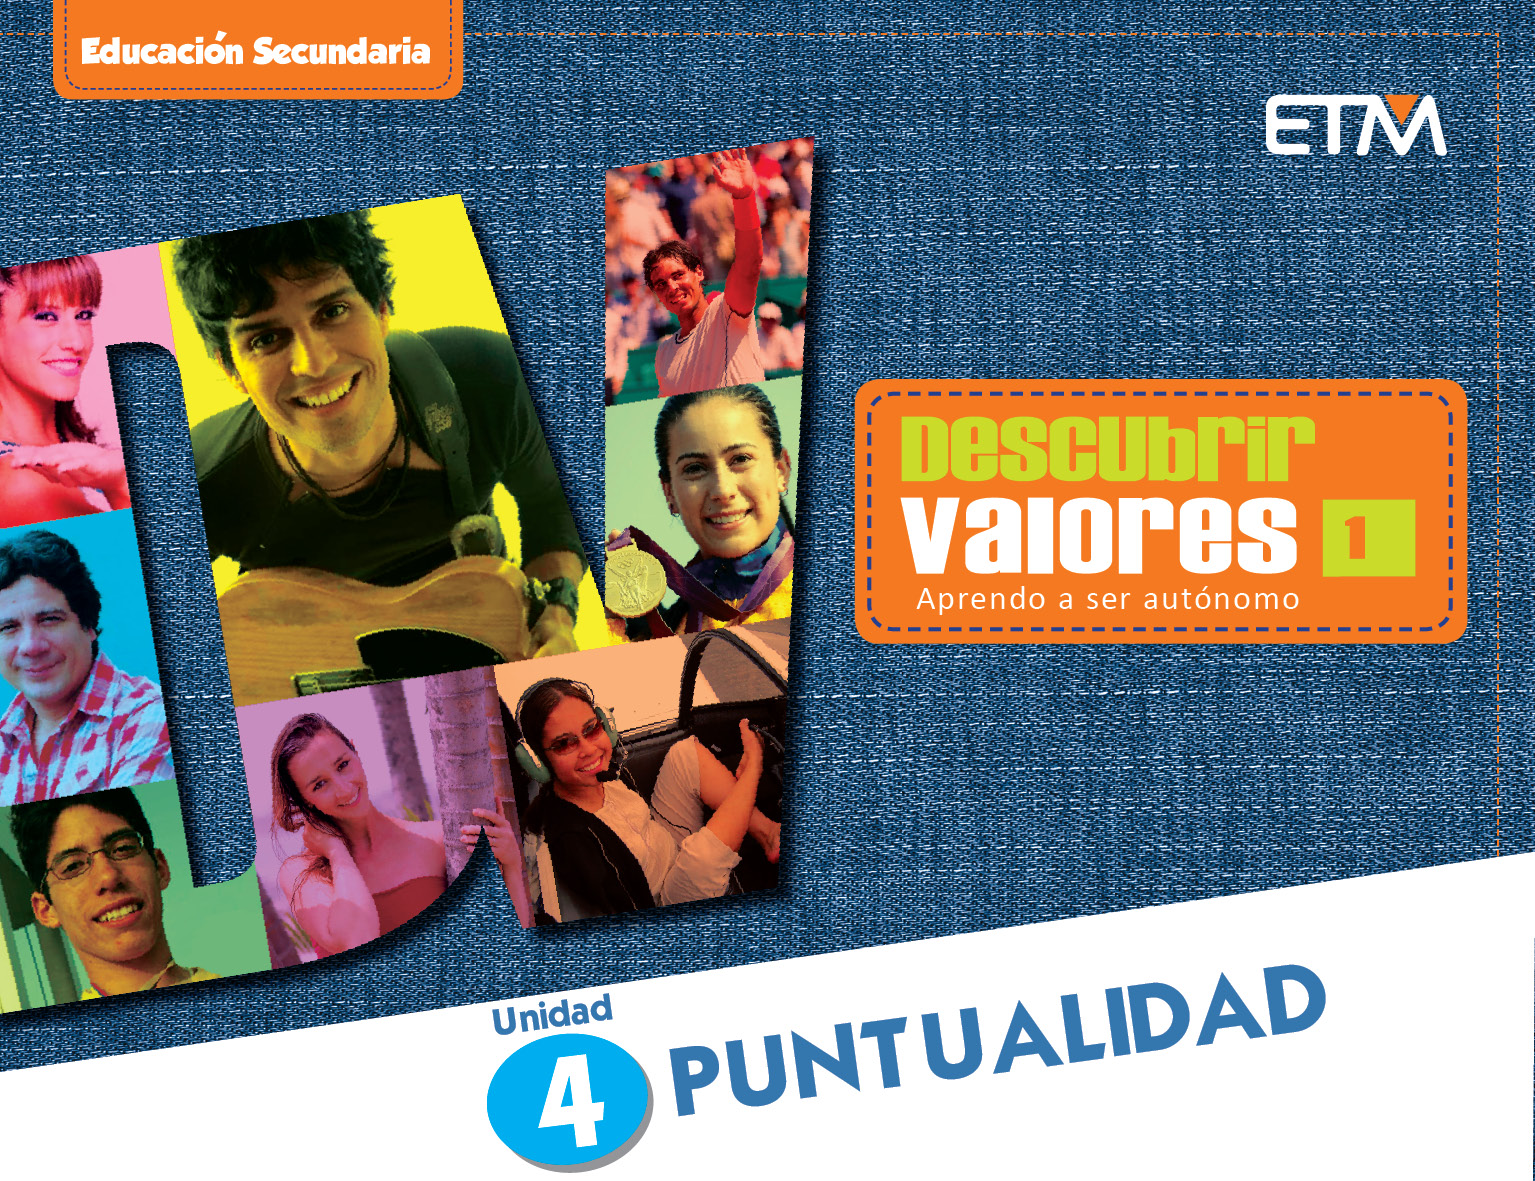 Educación Secundaria
ETM
Descubrir
valores 1
Aprendo a ser autónomo
Unidad
4 PUNTUALIDAD